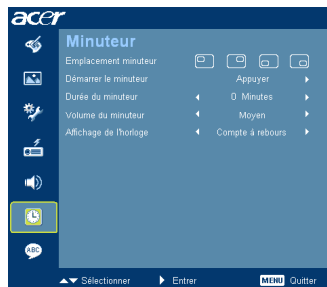 acer
Minuteur
Emplacement minuteur
Démarrer le minuteur Appuyer
Durée du minuteur 0 Minutes
Volume du minuteur Moyen
Affichage de l'horloge Compte à rebours
ABC
Sélectionner Entrer MENU Quitter